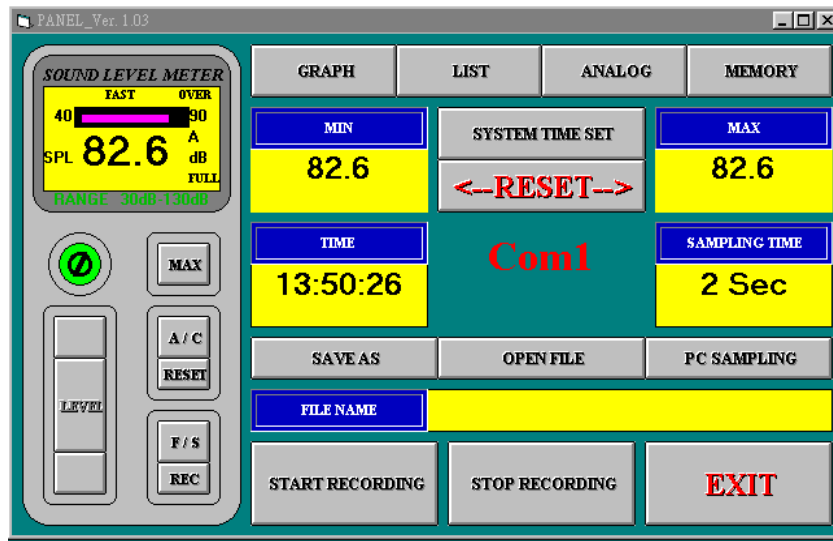 PANEL_Ver. 1.03
SOUND LEVEL METER
FAST OVER
40 90
SPL 82.6 A
dB
FULL
RANGE 30dB-130dB
MAX
A / C
RESET
LEVEL
F / S
REC
GRAPH LIST ANALOG MEMORY
MIN SYSTEM TIME SET MAX
82.6 <--RESET--> 82.6
TIME Com1 SAMPLING TIME
13:50:26 2 Sec
SAVE AS OPEN FILE PC SAMPLING
FILE NAME
START RECORDING STOP RECORDING EXIT